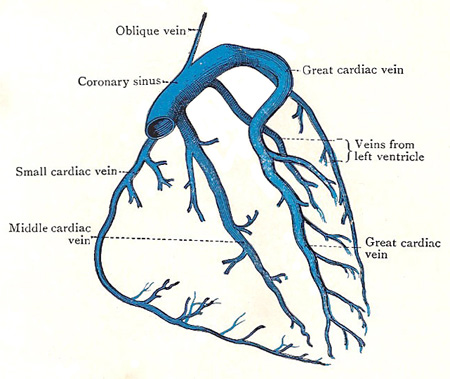 Oblique vein
Coronary sinus
Great cardiac vein
Veins from
left ventricle
Small cardiac vein
Middle cardiac
vein
Great cardiac
vein